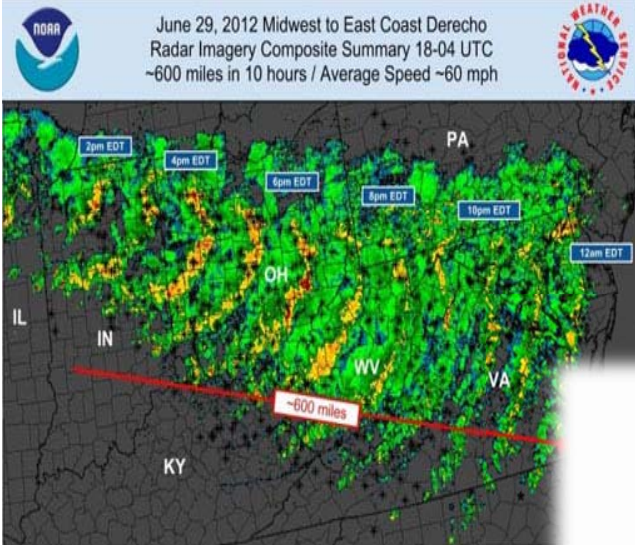 NOAA
June 29, 2012 Midwest to East Coast Derecho
Radar Imagery Composite Summary 18-04 UTC
~600 miles in 10 hours / Average Speed ~60 mph
NATIONAL WEATHER SERVICE
2pm EDT
4pm EDT
6pm EDT
8pm EDT
10pm EDT
12am EDT
PA
OH
IL
IN
WV
VA
~600 miles
KY